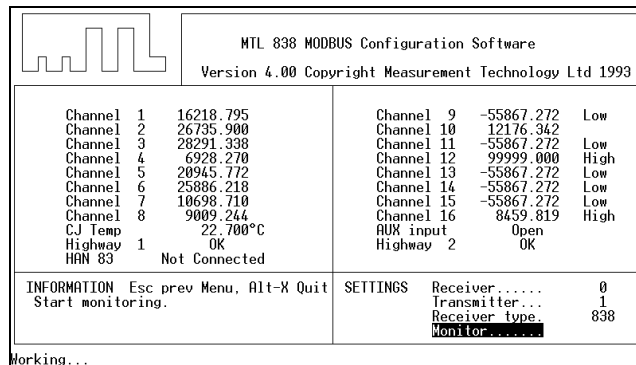 MTL 838 MODBUS Configuration Software
Version 4.00 Copyright Measurement Technology Ltd 1993
Channel 1 16218.795
Channel 2 26735.900
Channel 3 28291.338
Channel 4 6928.270
Channel 5 20945.772
Channel 6 25886.218
Channel 7 10698.710
Channel 8 9009.244
CJ Temp 22.700°C
Highway 1 OK
HAN 83 Not Connected
Channel 9 -55867.272 Low
Channel 10 12176.342
Channel 11 -55867.272 Low
Channel 12 99999.000 High
Channel 13 -55867.272 Low
Channel 14 -55867.272 Low
Channel 15 -55867.272 Low
Channel 16 8459.819 High
AUX input Open
Highway 2 OK
INFORMATION Esc prev Menu, Alt-X Quit
Start monitoring.
SETTINGS Receiver...... 0
Transmitter... 1
Receiver type. 838
Monitor.......
Working...